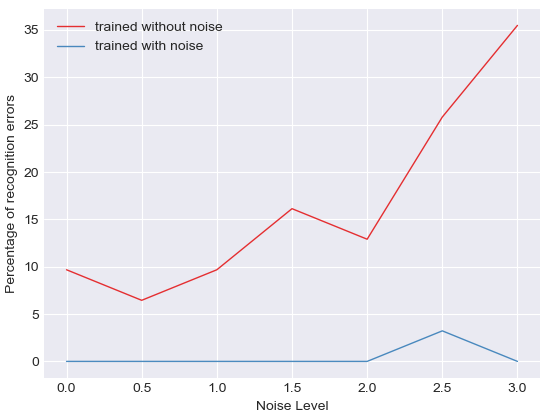 trained without noise
trained with noise
Percentage of recognition errors
35
30
25
20
15
10
5
0
0.0 0.5 1.0 1.5 2.0 2.5 3.0
Noise Level